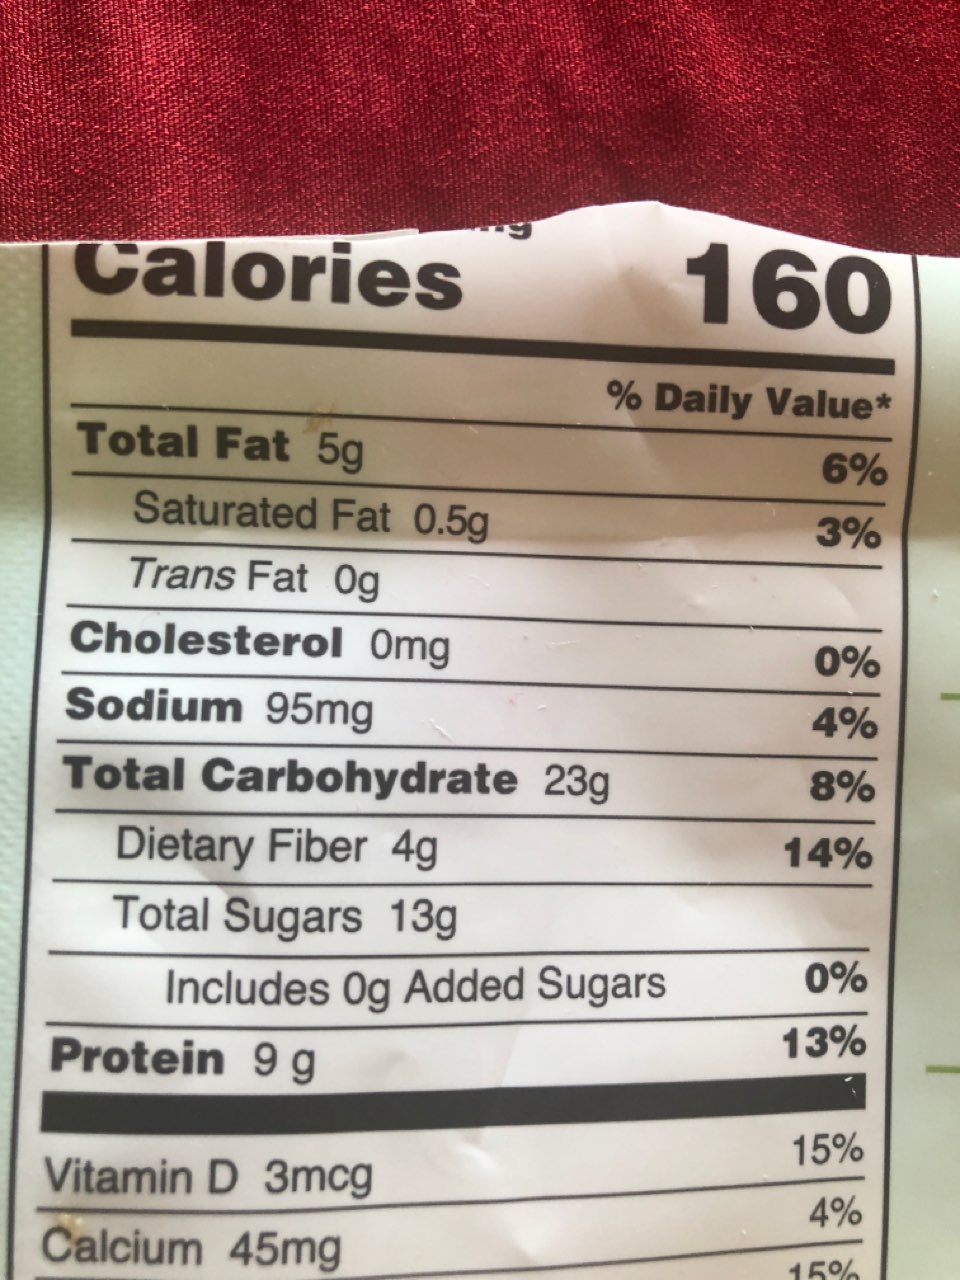 Calories 160
% Daily Value*
Total Fat 5g 6%
Saturated Fat 0.5g 3%
Trans Fat 0g
Cholesterol 0mg 0%
Sodium 95mg 4%
Total Carbohydrate 23g 8%
Dietary Fiber 4g 14%
Total Sugars 13g
Includes 0g Added Sugars 0%
Protein 9 g 13%
Vitamin D 3mcg 15%
Calcium 45mg 4%
15%